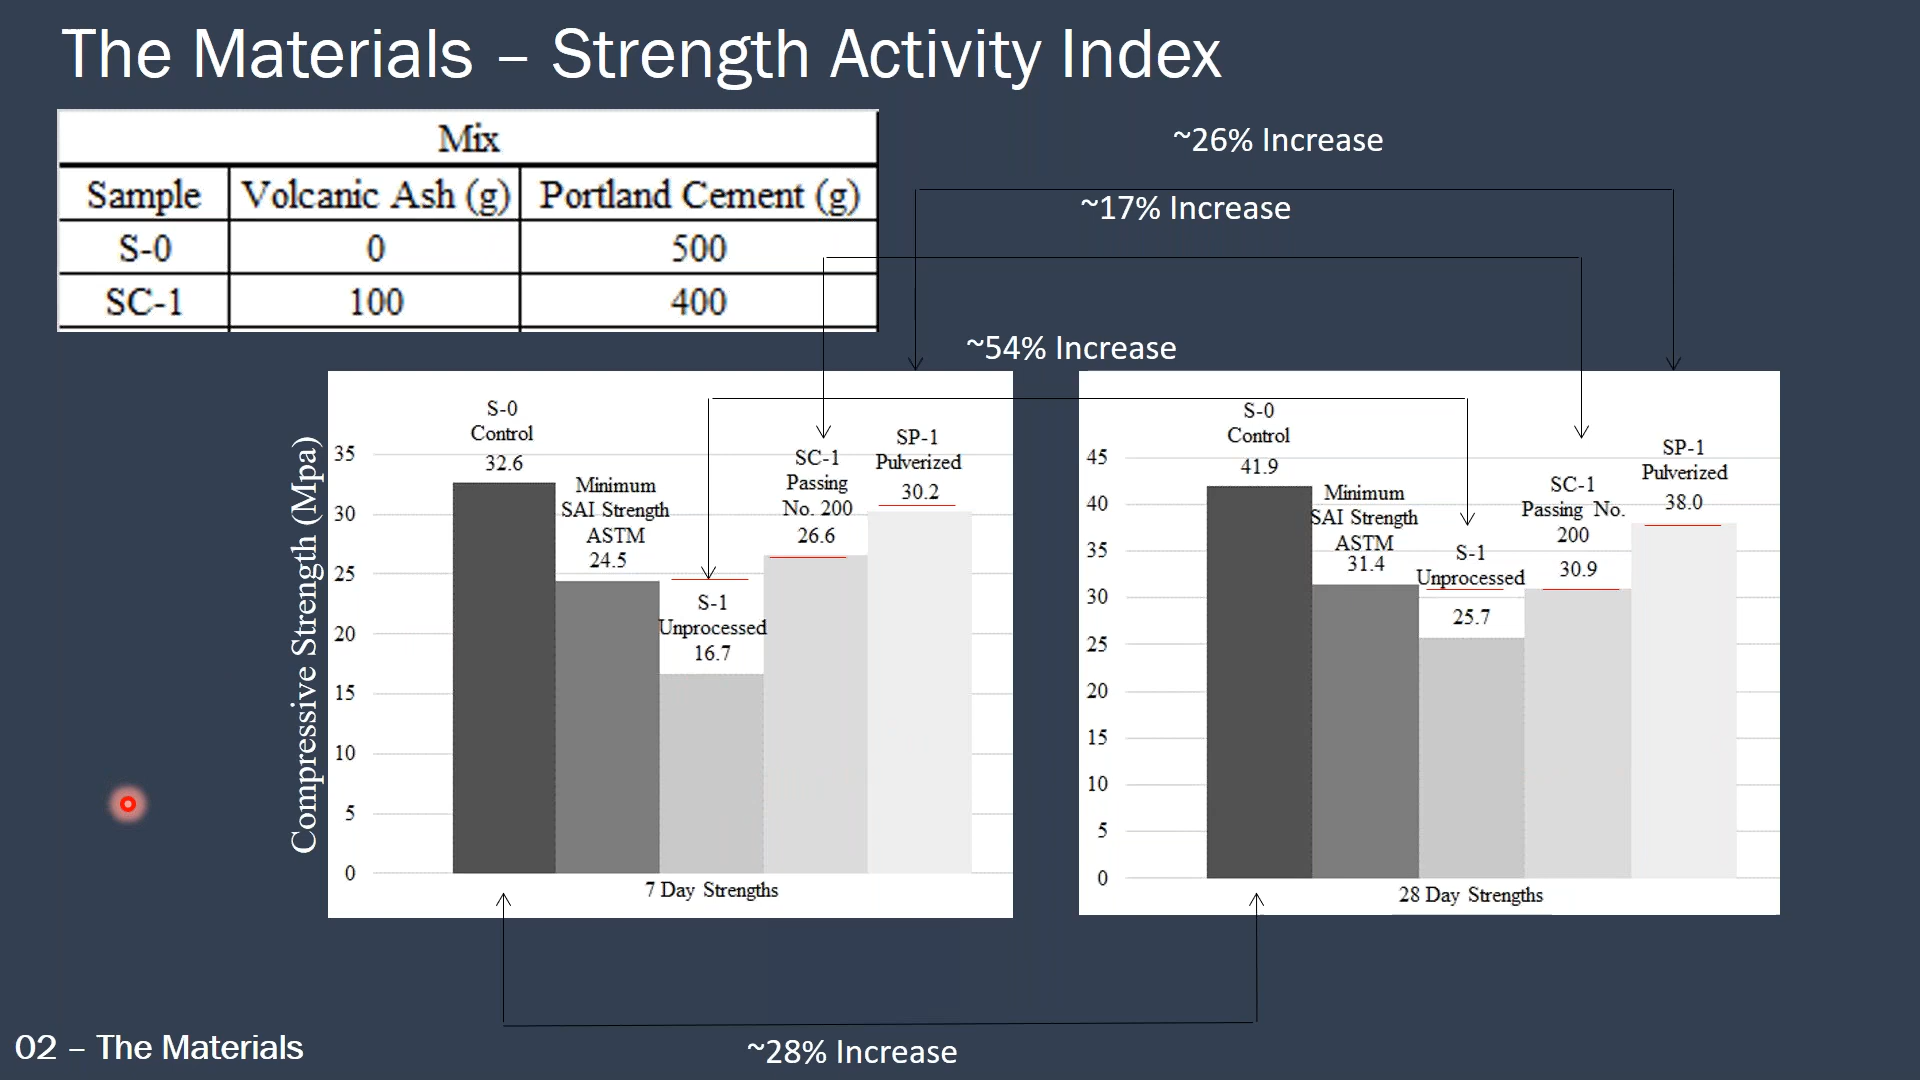 The Materials – Strength Activity Index
Mix
Sample Volcanic Ash (g) Portland Cement (g)
S-0 0 500
SC-1 100 400
~26% Increase
~17% Increase
~54% Increase
Compressive Strength (Mpa)
35
30
25
20
15
10
5
0
S-0
Control
32.6
Minimum
SAI Strength
ASTM
24.5
S-1
Unprocessed
16.7
SC-1
Passing
No. 200
26.6
SP-1
Pulverized
30.2
7 Day Strengths
45
40
35
30
25
20
15
10
5
0
S-0
Control
41.9
Minimum
SAI Strength
ASTM
31.4
S-1
Unprocessed
25.7
SC-1
Passing No.
200
30.9
SP-1
Pulverized
38.0
28 Day Strengths
~28% Increase
02 – The Materials